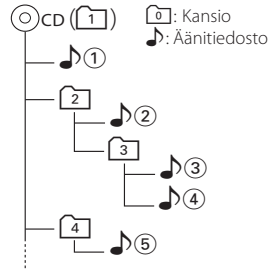 CD (1)
0: Kansio
♪: Äänitiedosto
①
2
②
3
③
④
4
⑤